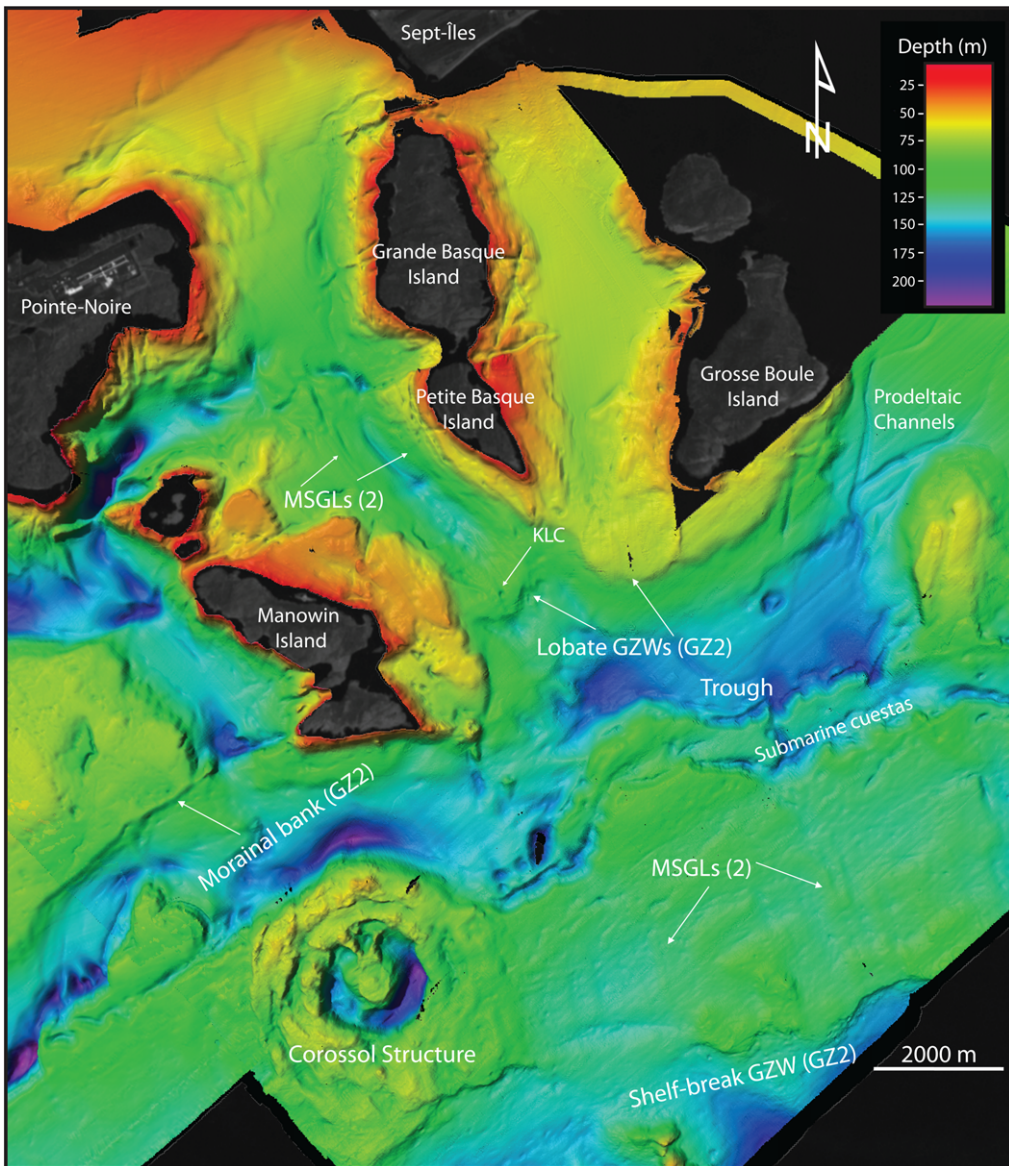 Sept-Îles
Depth (m)
25
50
75
100
125
150
175
200
N
Grande Basque
Island
Pointe-Noire
Petite Basque
Island
Grosse Boule
Island
Prodeltaic
Channels
MSGLs (2)
KLC
Manowin
Island
Lobate GZWs (GZ2)
Trough
Submarine cuestas
Morainal bank (GZ2)
MSGLs (2)
Corossol Structure
2000 m
Shelf-break GZW (GZ2)